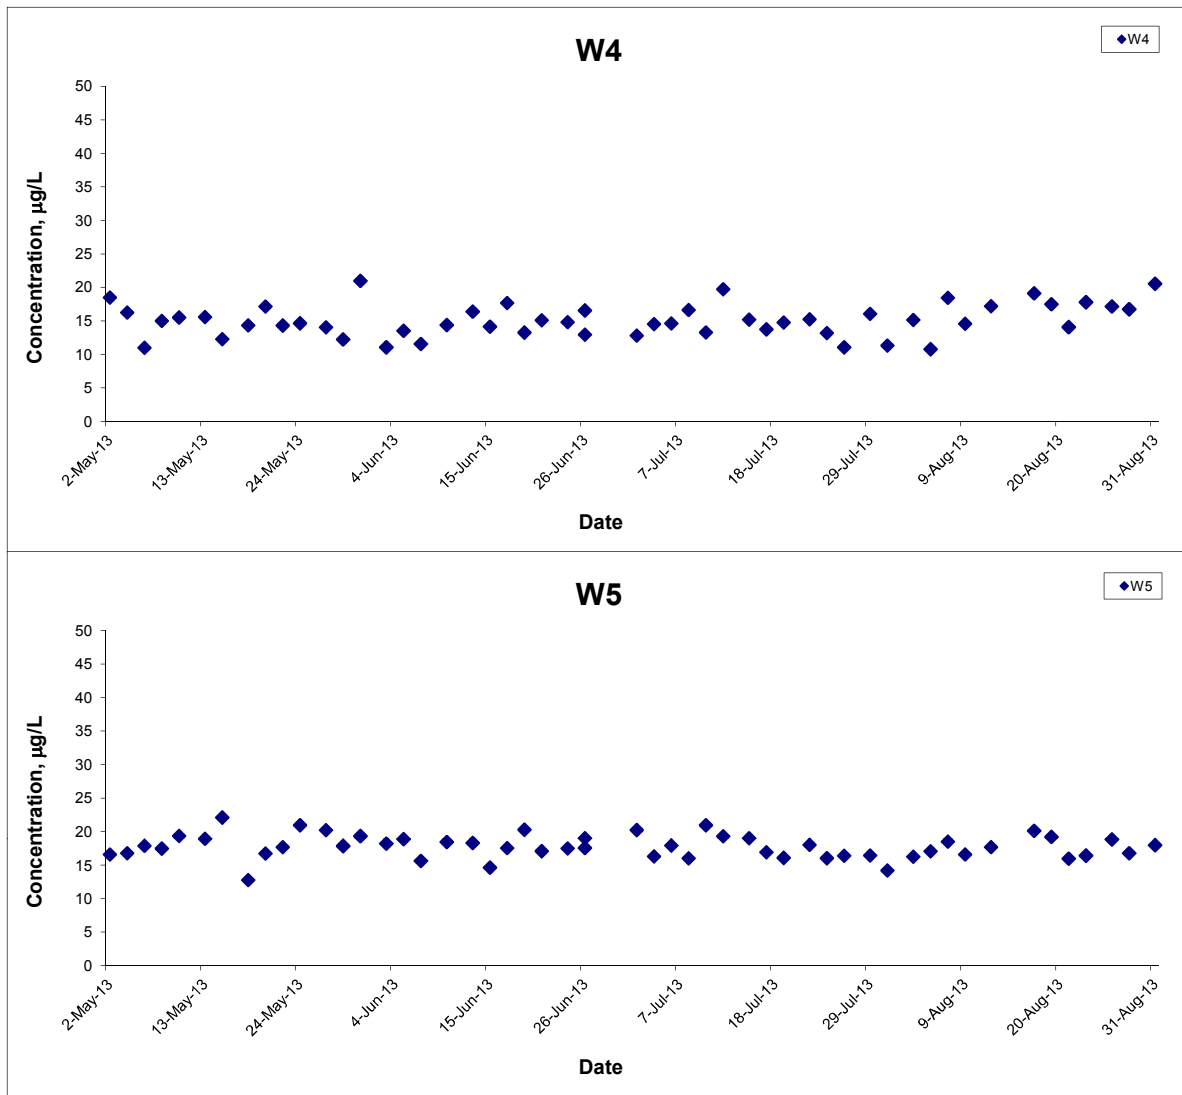 W4
W4
50
45
40
35
30
25
20
15
10
5
0
Concentration, µg/L
2-May-13
13-May-13
24-May-13
4-Jun-13
15-Jun-13
26-Jun-13
7-Jul-13
18-Jul-13
29-Jul-13
9-Aug-13
20-Aug-13
31-Aug-13
Date
W5
W5
50
45
40
35
30
25
20
15
10
5
0
Concentration, µg/L
2-May-13
13-May-13
24-May-13
4-Jun-13
15-Jun-13
26-Jun-13
7-Jul-13
18-Jul-13
29-Jul-13
9-Aug-13
20-Aug-13
31-Aug-13
Date